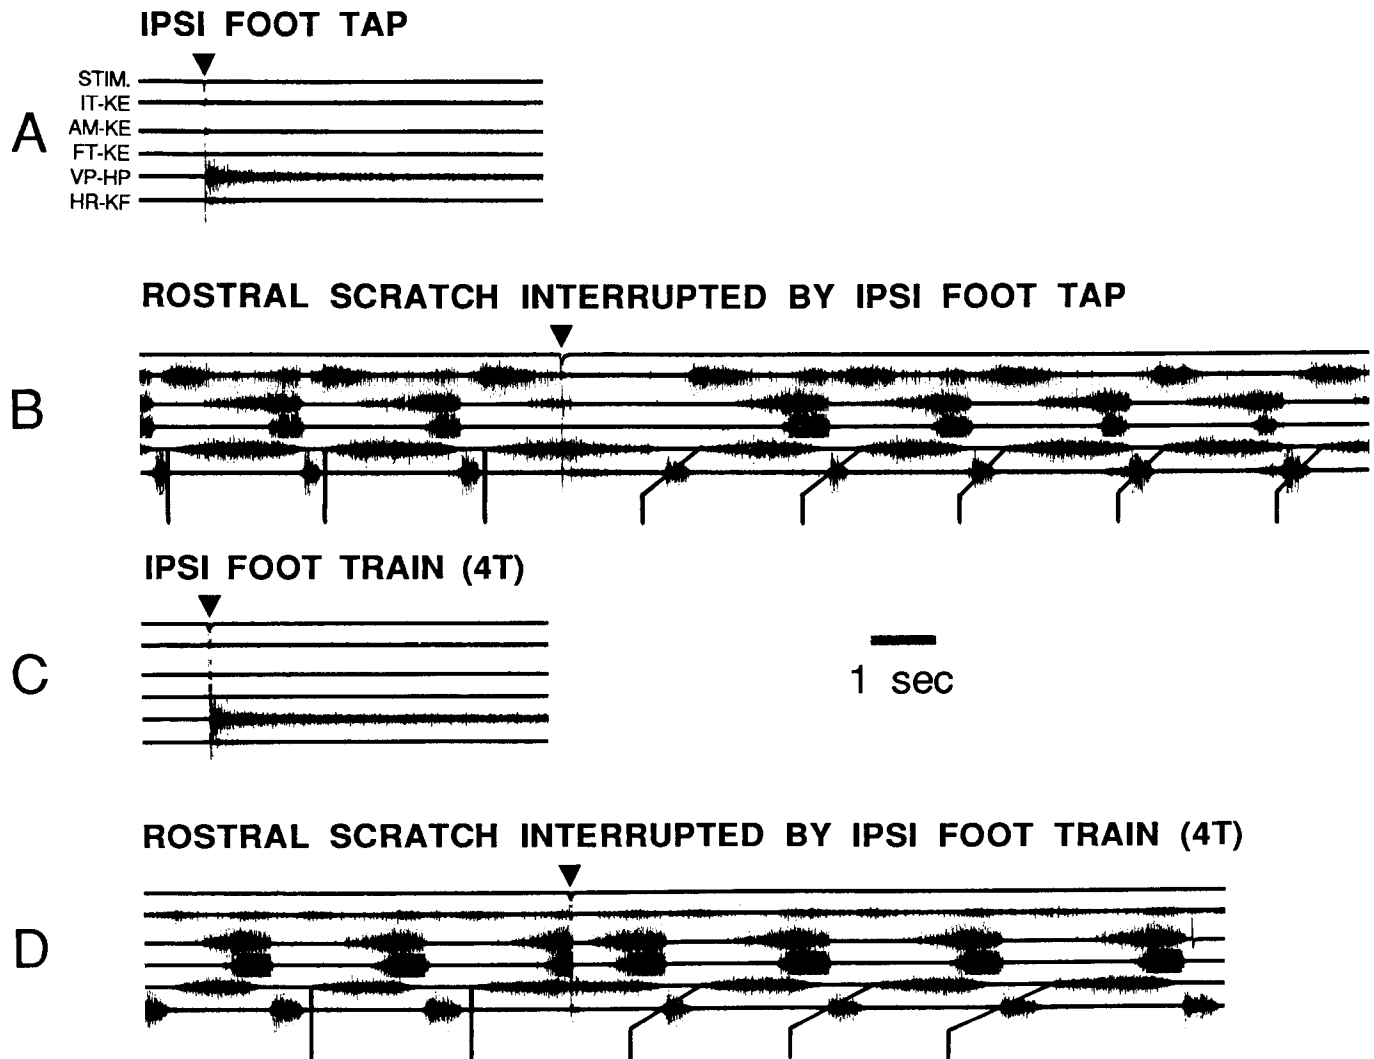 IPSI FOOT TAP
A
STIM.
IT-KE
AM-KE
FT-KE
VP-HP
HR-KF
ROSTRAL SCRATCH INTERRUPTED BY IPSI FOOT TAP
B
IPSI FOOT TRAIN (4T)
C
1 sec
ROSTRAL SCRATCH INTERRUPTED BY IPSI FOOT TRAIN (4T)
D